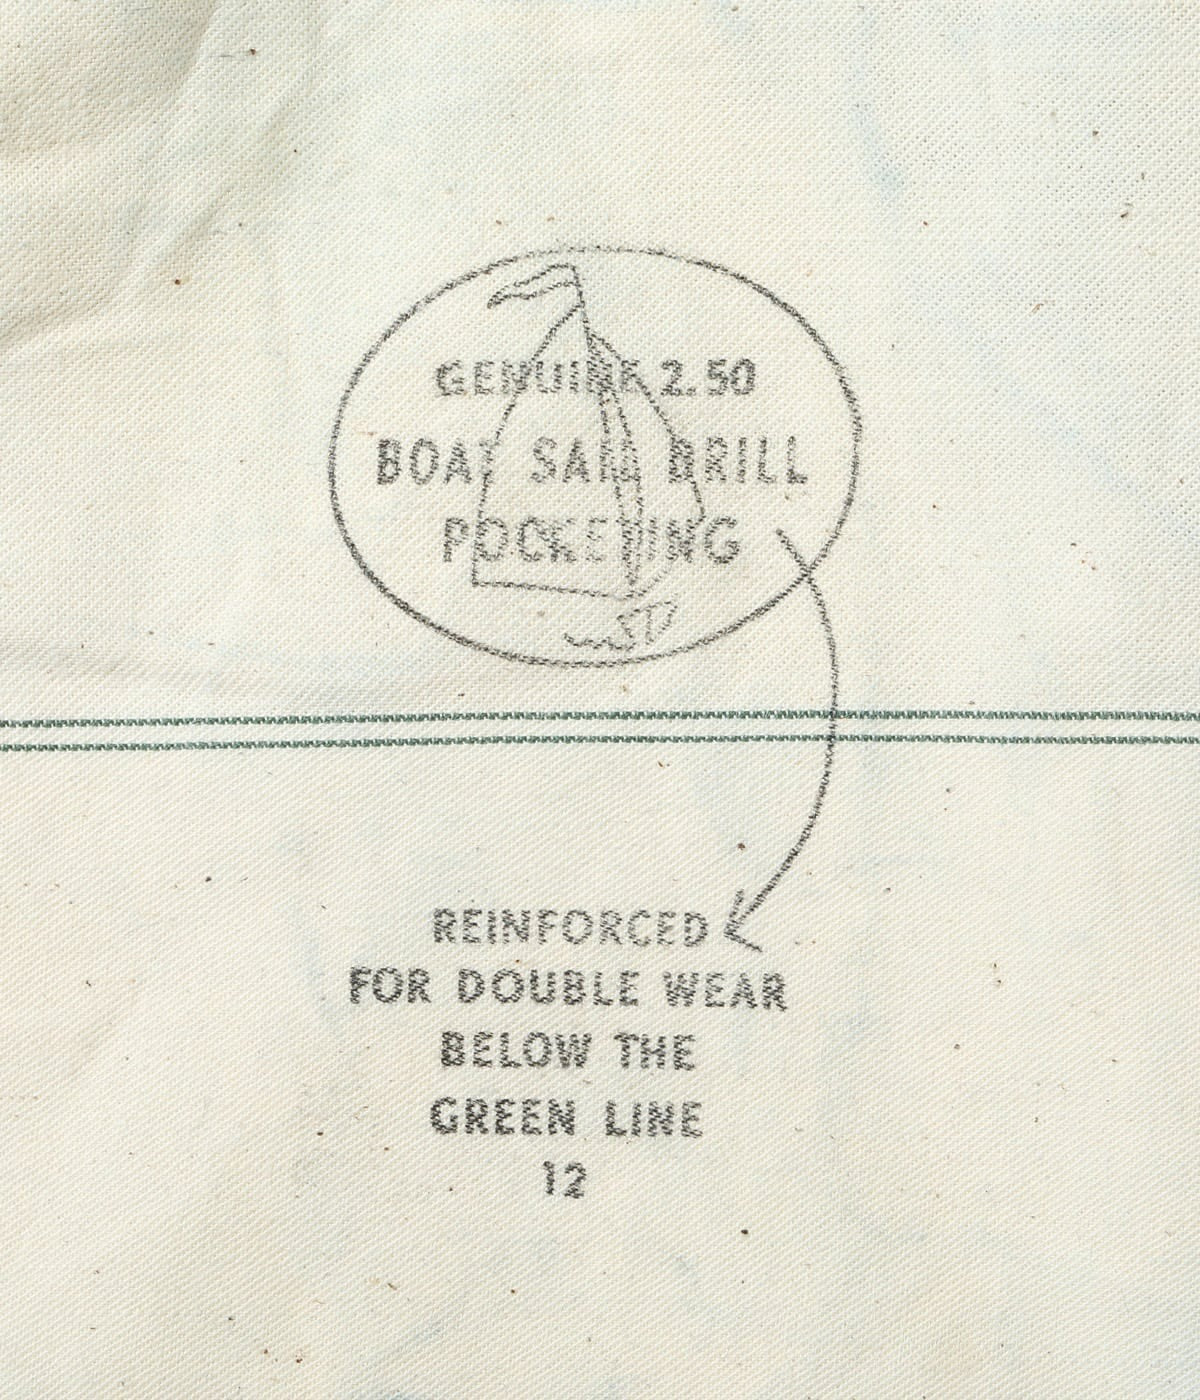 GENUINE 2.50
BOAT SAIL DRILL
POCKETING
REINFORCED
FOR DOUBLE WEAR
BELOW THE
GREEN LINE
12